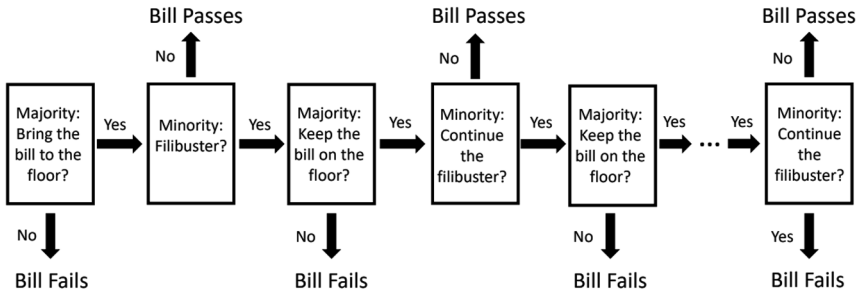 Bill Passes
Bill Passes
Bill Passes
No
No
No
Majority:
Bring the
bill to the
floor?
Yes
Minority:
Filibuster?
Yes
Majority:
Keep the
bill on the
floor?
Yes
Minority:
Continue
the
filibuster?
Yes
Majority:
Keep the
bill on the
floor?
Yes
...
Yes
Minority:
Continue
the
filibuster?
No
No
No
Yes
Bill Fails
Bill Fails
Bill Fails
Bill Fails